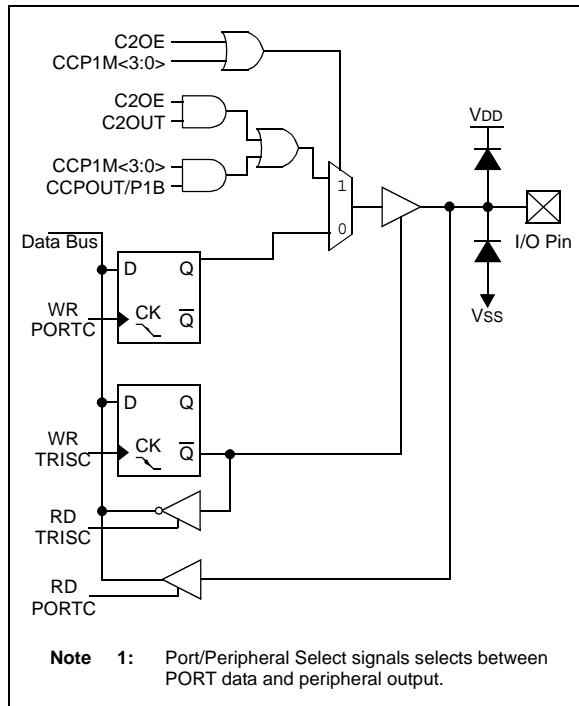 C2OE
CCP1M<3:0>
C2OE
C2OUT
CCP1M<3:0>
CCPOUT/P1B
1
0
VDD
I/O Pin
VSS
Data Bus
D Q
WR
PORTC
CK Q̅
D Q
WR
TRISC
CK Q̅
RD
TRISC
RD
PORTC
Note 1: Port/Peripheral Select signals selects between
PORT data and peripheral output.